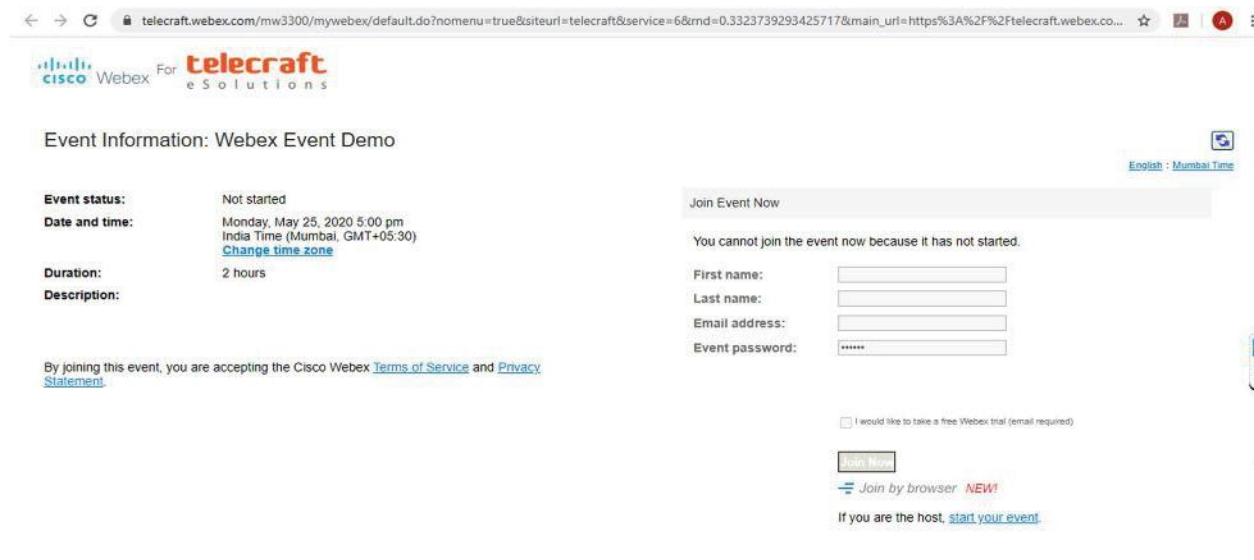 telecraft.webex.com/mw3300/mywebex/default.do?nomenu=true&siteurl=telecraft&service=6&rnd=0.3323739293425717&main_url=https%3A%2F%2Ftelecraft.webex.co...
A
cisco Webex For telecraft
eSolutions
Event Information: Webex Event Demo
English : Mumbai Time
Event status: Not started
Date and time: Monday, May 25, 2020 5:00 pm
India Time (Mumbai, GMT+05:30)
Change time zone
Duration: 2 hours
Description:
By joining this event, you are accepting the Cisco Webex Terms of Service and Privacy
Statement.
Join Event Now
You cannot join the event now because it has not started.
First name:
Last name:
Email address:
Event password: ••••••
I would like to take a free Webex trial (email required)
Join Now
Join by browser NEW!
If you are the host, start your event.